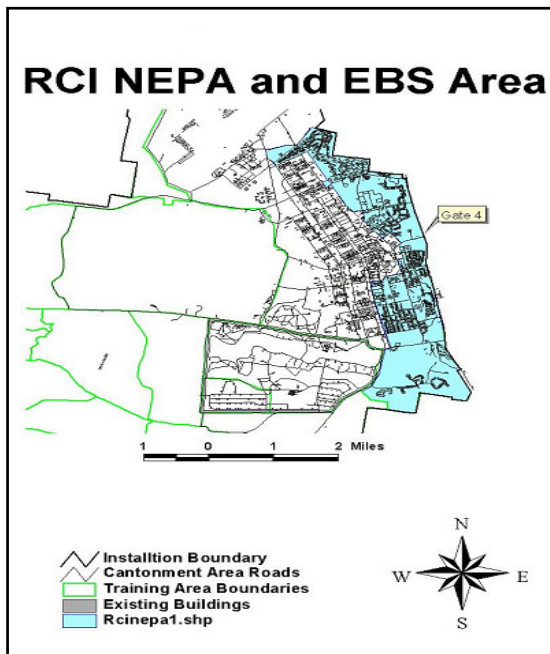 RCI NEPA and EBS Area
Gate 4
1 0 1 2 Miles
N
W E
S
Installtion Boundary
Cantonment Area Roads
Training Area Boundaries
Existing Buildings
Rcinepa1.shp